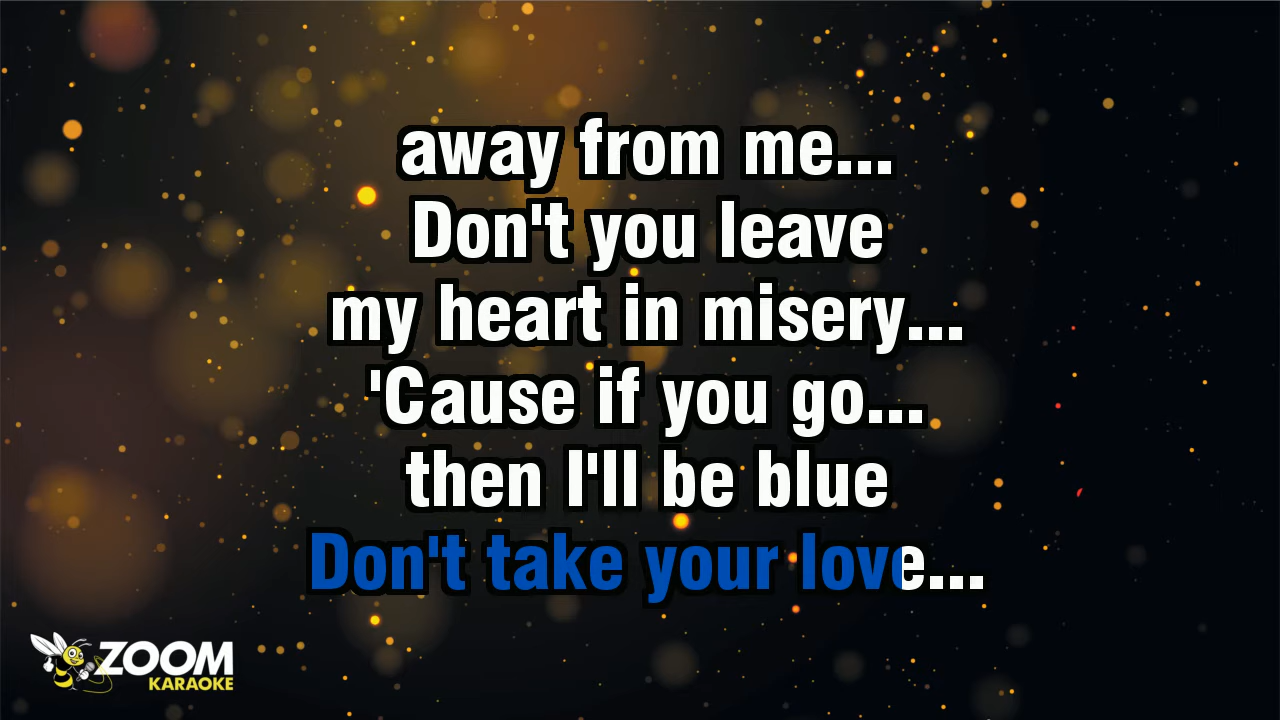 away from me...
Don't you leave
my heart in misery...
'Cause if you go...
then I'll be blue
Don't take your love...
ZOOM
KARAOKE